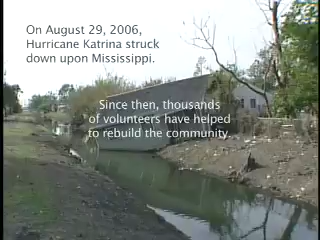 On August 29, 2006,
Hurricane Katrina struck
down upon Mississippi.
Since then, thousands
of volunteers have helped
to rebuild the community.